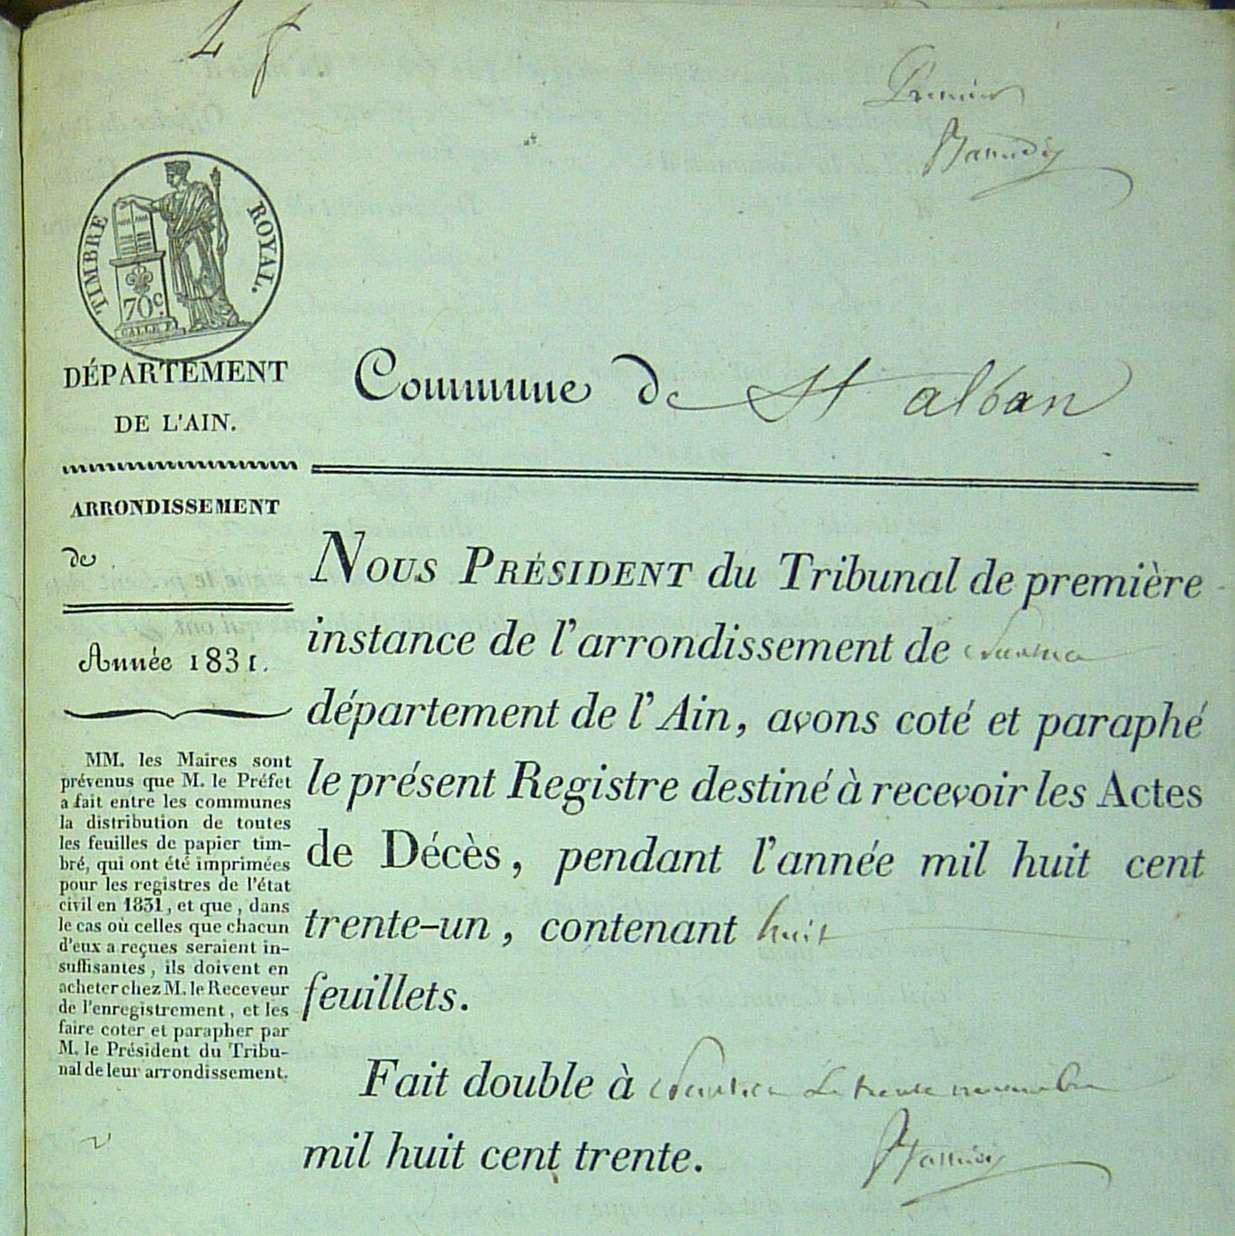 Premier
TIMBRE ROYAL.
70c.
DÉPARTEMENT
DE L'AIN.
Commune de St alban
ARRONDISSEMENT
de
Année 1831.
MM. les Maires sont
prévenus que M. le Préfet
a fait entre les communes
la distribution de toutes
les feuilles de papier tim-
bré, qui ont été imprimées
pour les registres de l'état
civil en 1831, et que, dans
le cas où celles que chacun
d'eux a reçues seraient in-
suffisantes, ils doivent en
acheter chez M. le Receveur
de l'enregistrement, et les
faire coter et parapher par
M. le Président du Tribu-
nal de leur arrondissement.
NOUS PRÉSIDENT du Tribunal de première
instance de l'arrondissement de
département de l'Ain, avons coté et paraphé
le présent Registre destiné à recevoir les Actes
de Décès, pendant l'année mil huit cent
trente-un, contenant huit
feuillets.
Fait double à le trente novembre
mil huit cent trente.